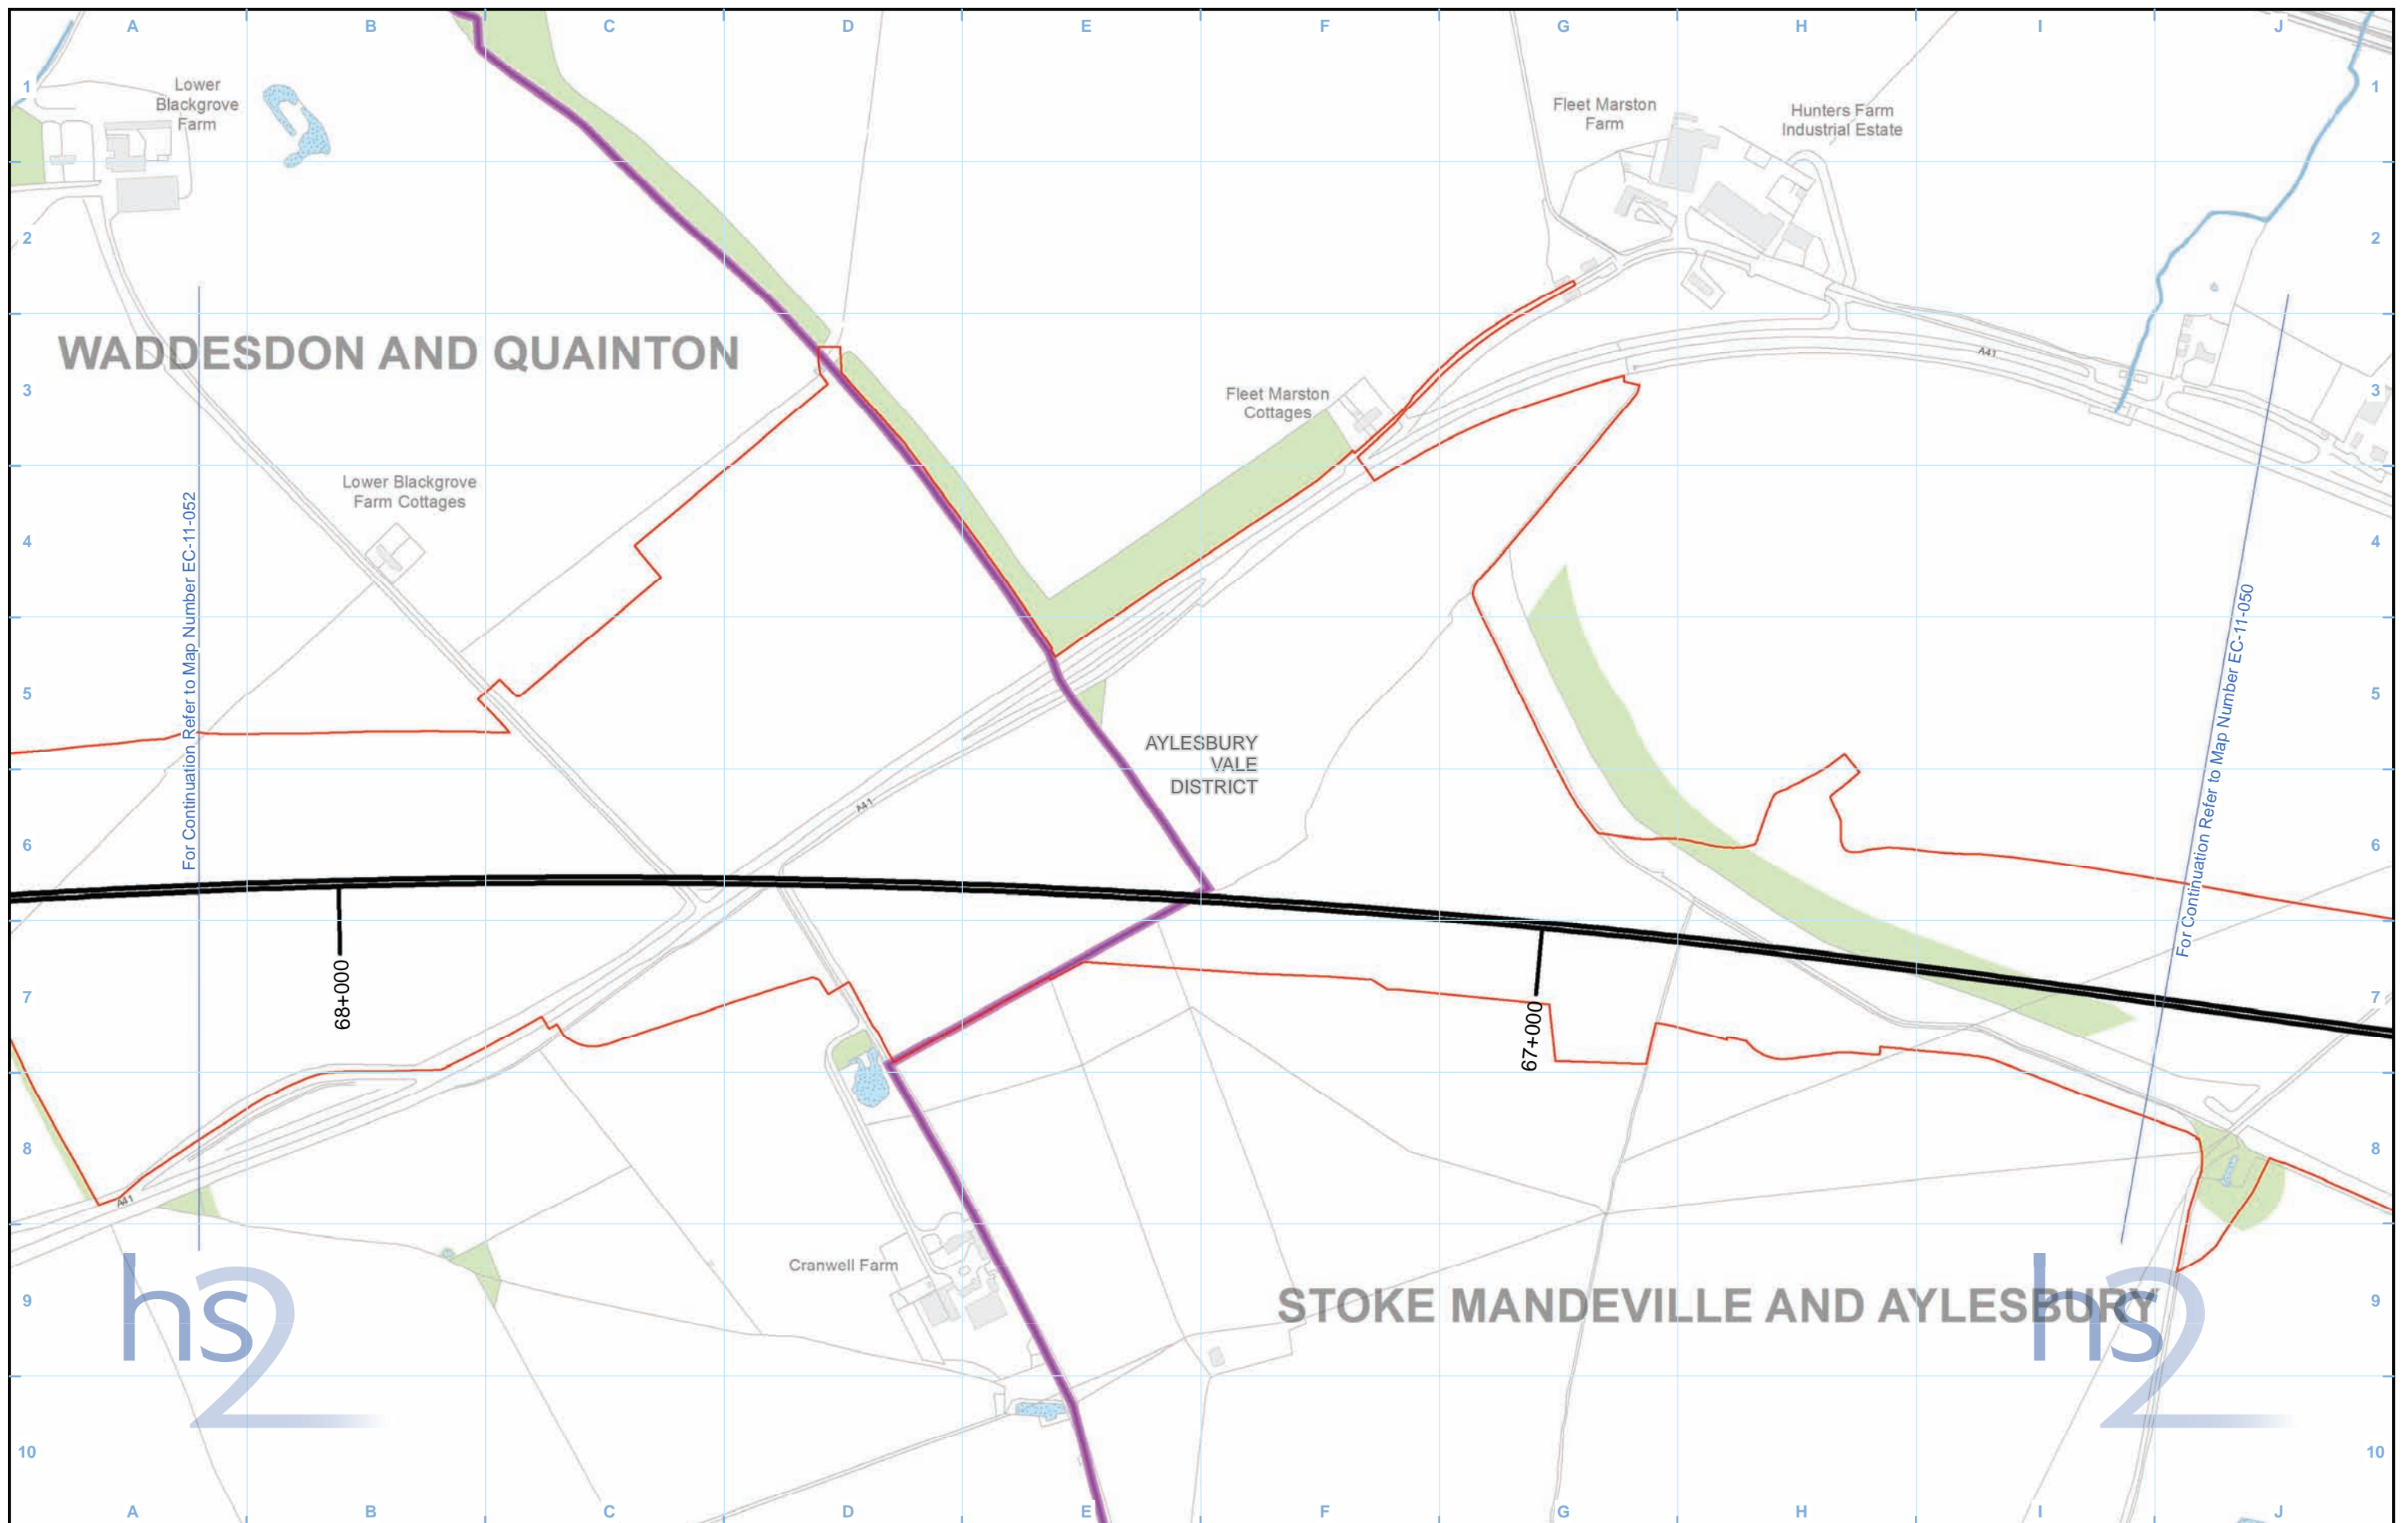 A B C D E F G H I J
1
Lower
Blackgrove
Farm
Fleet Marston
Farm
Hunters Farm
Industrial Estate
1
2
2
WADDESDON AND QUAINTON
A41
3
Fleet Marston
Cottages
3
Lower Blackgrove
Farm Cottages
For Continuation Refer to Map Number EC-11-052
4
4
For Continuation Refer to Map Number EC-11-050
5
5
AYLESBURY
VALE
DISTRICT
A41
6
6
68+000
7
67+000
7
8
8
A41
Cranwell Farm
hs2
9
STOKE MANDEVILLE AND AYLESBURY
hs2
9
10
10
A B C D E F G H I J